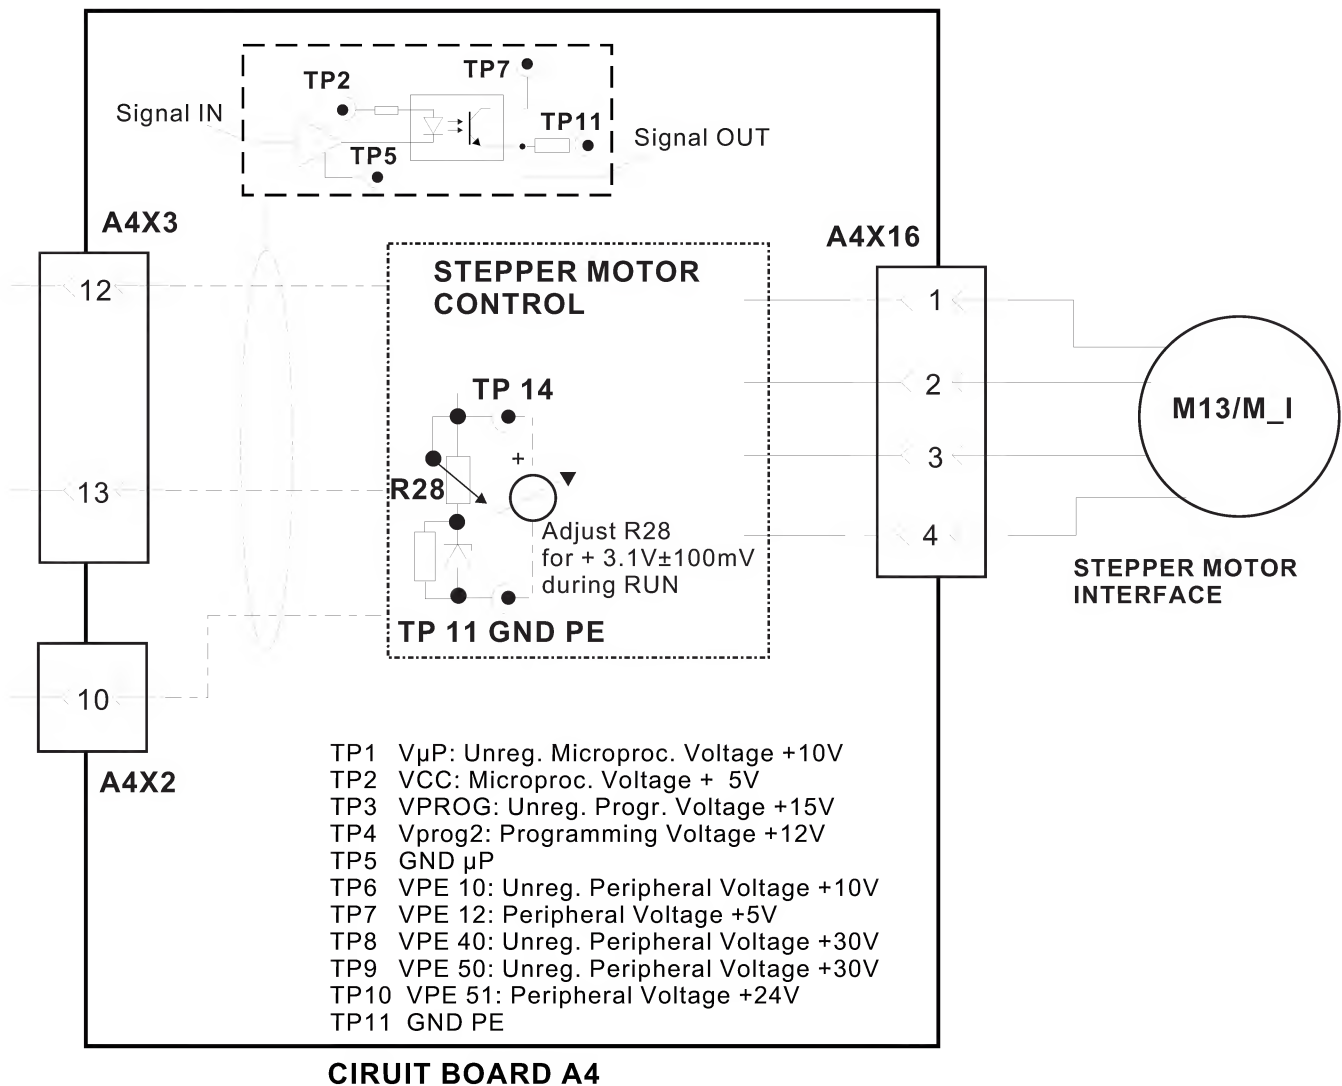 TP7
TP2
Signal IN
TP11
Signal OUT
TP5
A4X3
A4X16
STEPPER MOTOR
CONTROL
12
1
2
TP 14
M13/M_I
+
3
R28
13
Adjust R28
for + 3.1V±100mV
during RUN
4
STEPPER MOTOR
INTERFACE
TP 11 GND PE
10
A4X2
TP1 VµP: Unreg. Microproc. Voltage +10V
TP2 VCC: Microproc. Voltage + 5V
TP3 VPROG: Unreg. Progr. Voltage +15V
TP4 Vprog2: Programming Voltage +12V
TP5 GND µP
TP6 VPE 10: Unreg. Peripheral Voltage +10V
TP7 VPE 12: Peripheral Voltage +5V
TP8 VPE 40: Unreg. Peripheral Voltage +30V
TP9 VPE 50: Unreg. Peripheral Voltage +30V
TP10 VPE 51: Peripheral Voltage +24V
TP11 GND PE
CIRUIT BOARD A4